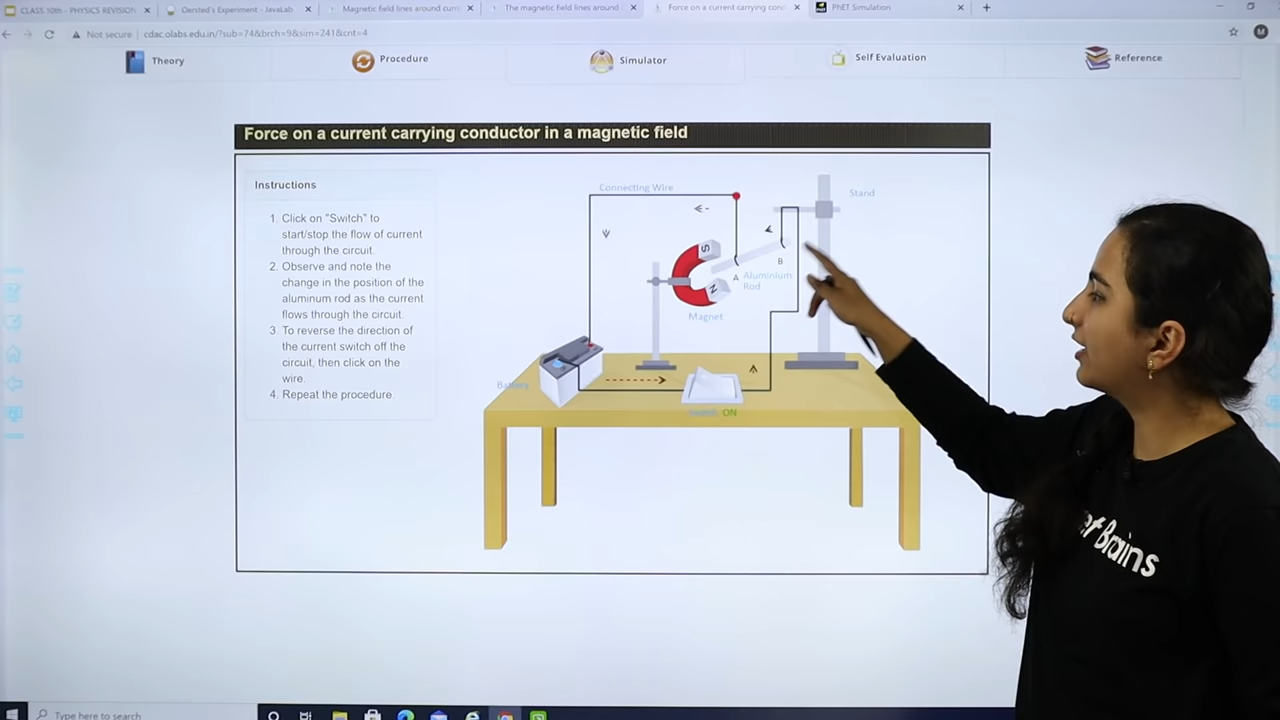 CLASS 10th - PHYSICS REVISION
Oersted's Experiment - JavaLab
Magnetic field lines around curr
The magnetic field lines around
Force on a current carrying cond
PhET Simulation
Not secure
cdac.olabs.edu.in/?sub=74&brch=9&sim=241&cnt=4
Theory
Procedure
Simulator
Self Evaluation
Reference
Force on a current carrying conductor in a magnetic field
Instructions
1. Click on "Switch" to
start/stop the flow of current
through the circuit.
2. Observe and note the
change in the position of the
aluminum rod as the current
flows through the circuit.
3. To reverse the direction of
the current switch off the
circuit, then click on the
wire.
4. Repeat the procedure.
Connecting Wire
Stand
S
N
A
B
Aluminium
Rod
Magnet
Battery
Switch: ON
et Brains
M
Type here to search